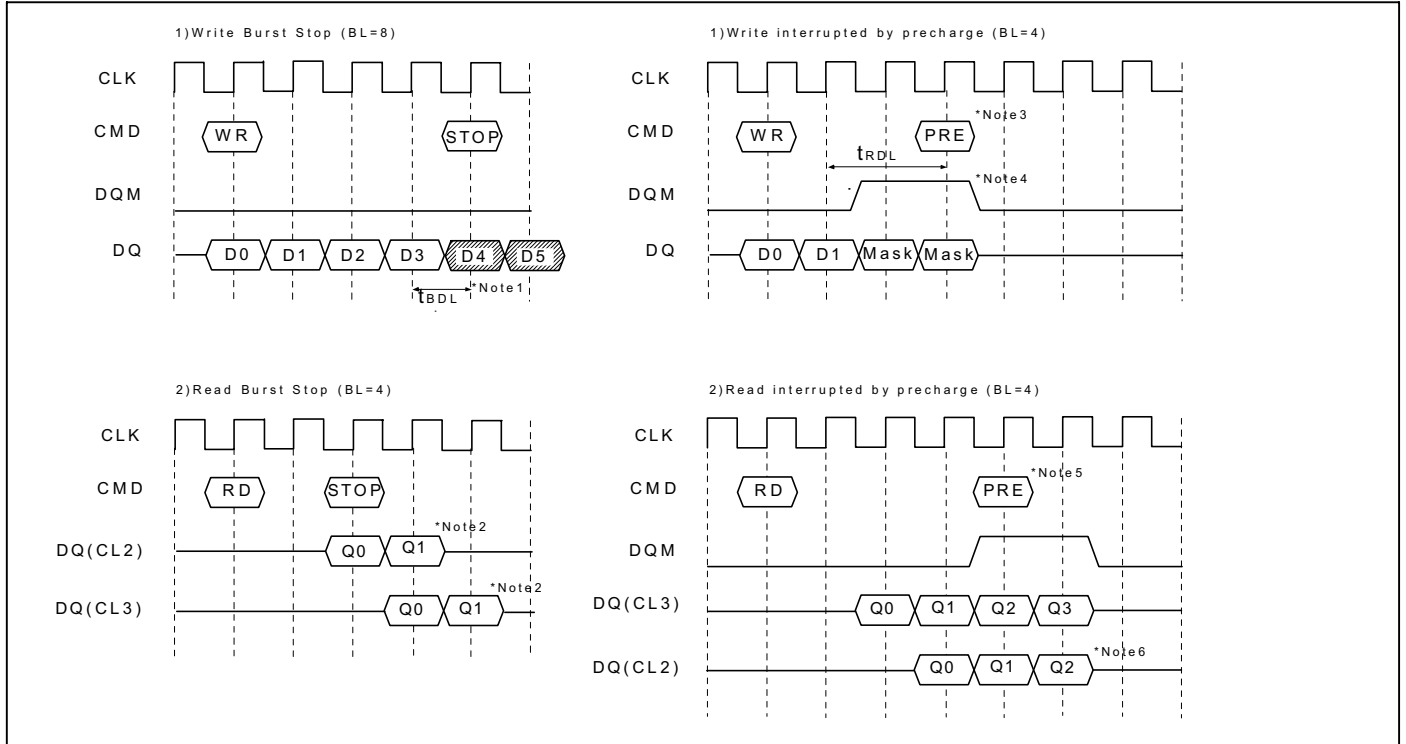 1)Write Burst Stop (BL=8)
CLK
CMD WR STOP
DQM
DQ D0 D1 D2 D3 D4 D5
tBDL *Note1
1)Write interrupted by precharge (BL=4)
CLK
CMD WR PRE *Note3
tRDL
DQM *Note4
DQ D0 D1 Mask Mask
2)Read Burst Stop (BL=4)
CLK
CMD RD STOP
DQ(CL2) Q0 Q1 *Note2
DQ(CL3) Q0 Q1 *Note2
2)Read interrupted by precharge (BL=4)
CLK
CMD RD PRE *Note5
DQM
DQ(CL3) Q0 Q1 Q2 Q3
DQ(CL2) Q0 Q1 Q2 *Note6